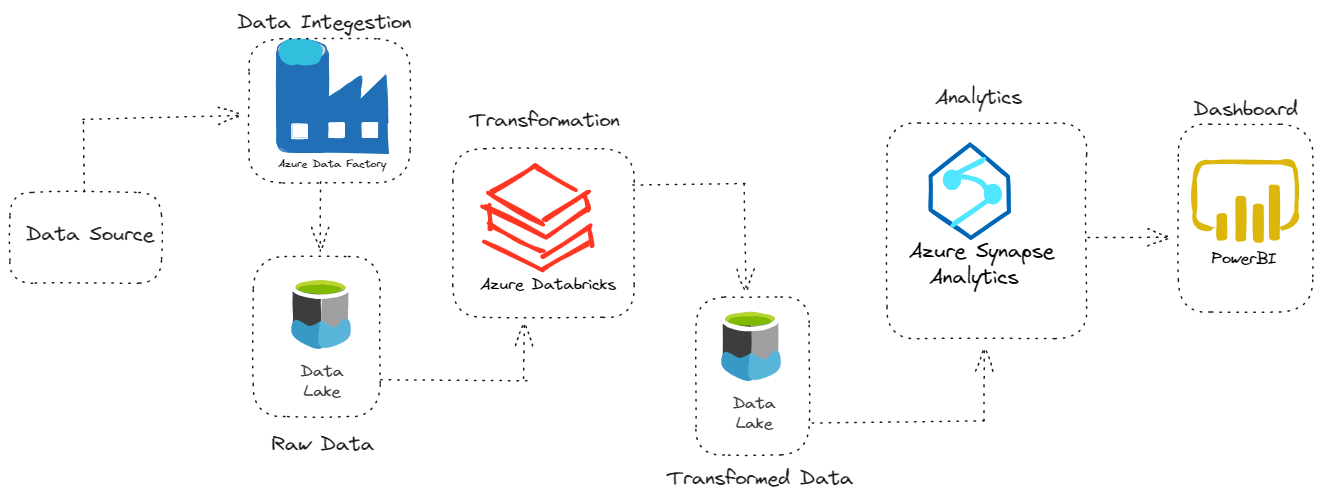 Data Integestion
Azure Data Factory
Data Source
Data
Lake
Raw Data
Transformation
Azure Databricks
Data
Lake
Transformed Data
Analytics
Azure Synapse
Analytics
Dashboard
PowerBI